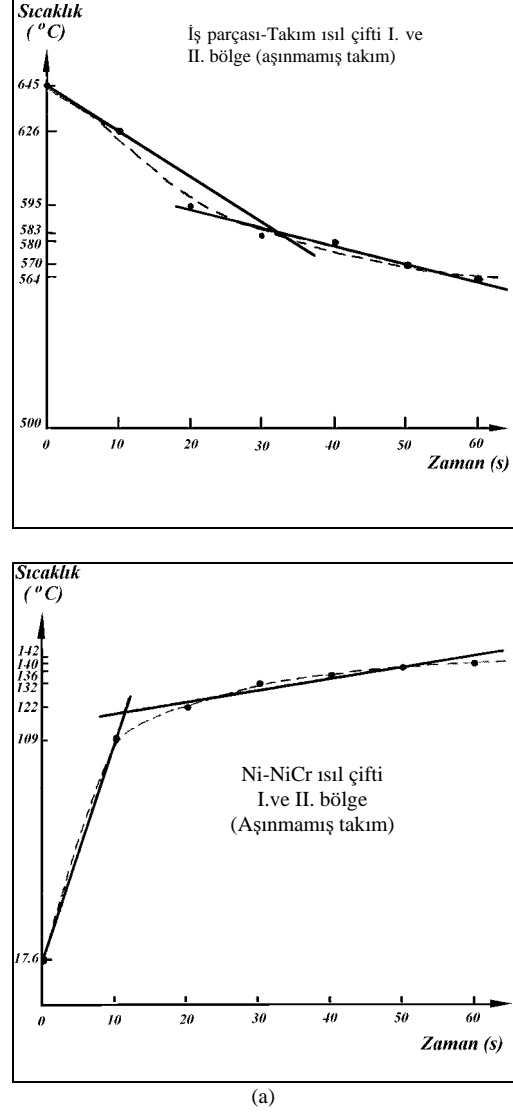 Sıcaklık
(°C)
İş parçası-Takım ısıl çifti I. ve
II. bölge (aşınmamış takım)
645
626
595
583
580
570
564
500
0 10 20 30 40 50 60
Zaman (s)
Sıcaklık
(°C)
142
140
136
132
122
109
Ni-NiCr ısıl çifti
I.ve II. bölge
(Aşınmamış takım)
17.6
0 10 20 30 40 50 60
Zaman (s)
(a)